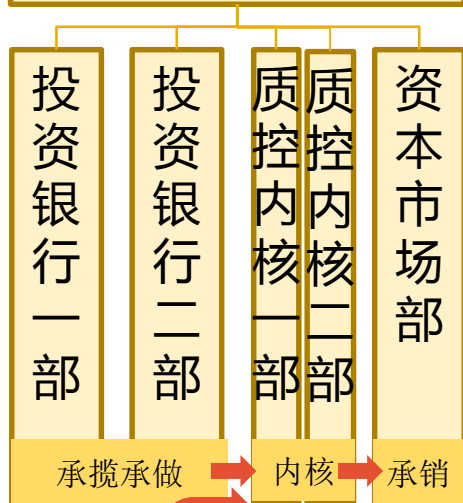 投资银行一部
投资银行二部
质控内核一部
质控内核二部
资本市场部
承揽承做
内核
承销